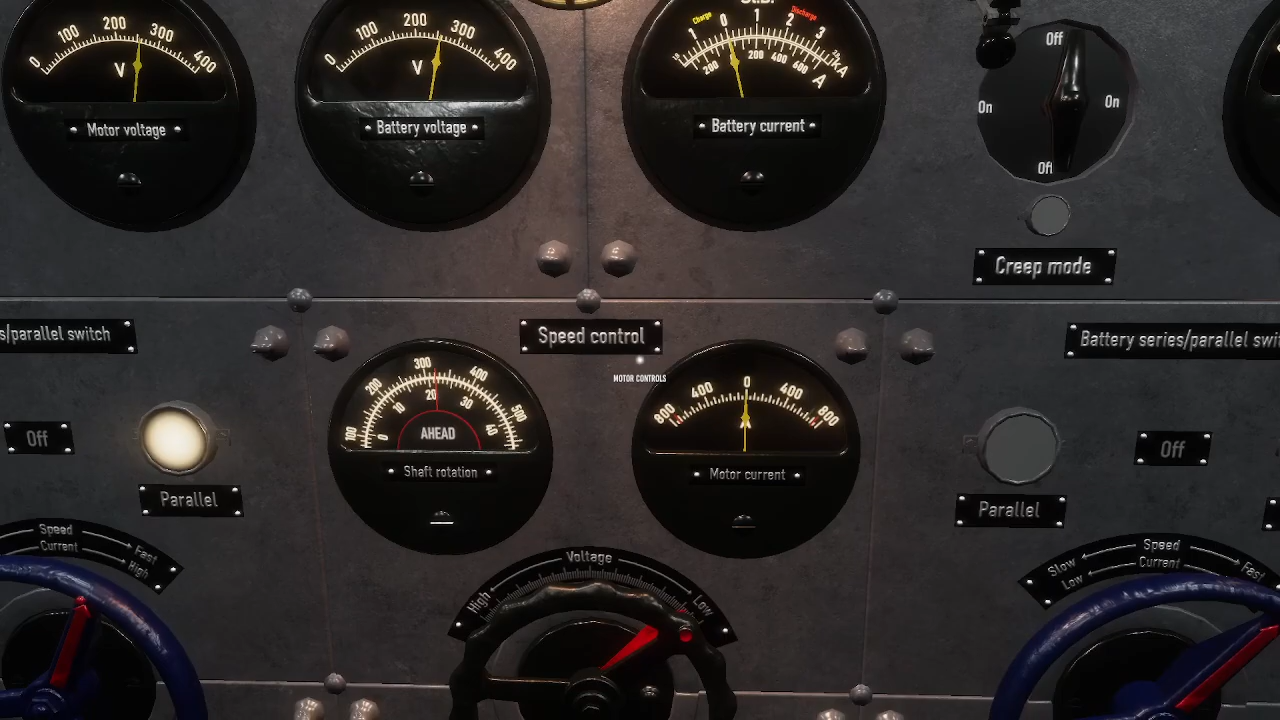 0 100 200 300 400
V
Motor voltage
0 100 200 300 400
V
Battery voltage
Charge Discharge
1 0 1 2 3
200 200 400 600
kA
A
Battery current
Off
On On
Off
Creep mode
s/parallel switch
Off
Parallel
Speed control
MOTOR CONTROLS
100 200 300 400 500
0 10 20 30 40
AHEAD
Shaft rotation
800 400 0 400 800
A
Motor current
Battery series/parallel swit
Parallel
Off
Speed
Current
Fast
High
Voltage
High Low
Slow Speed Fast
Low Current